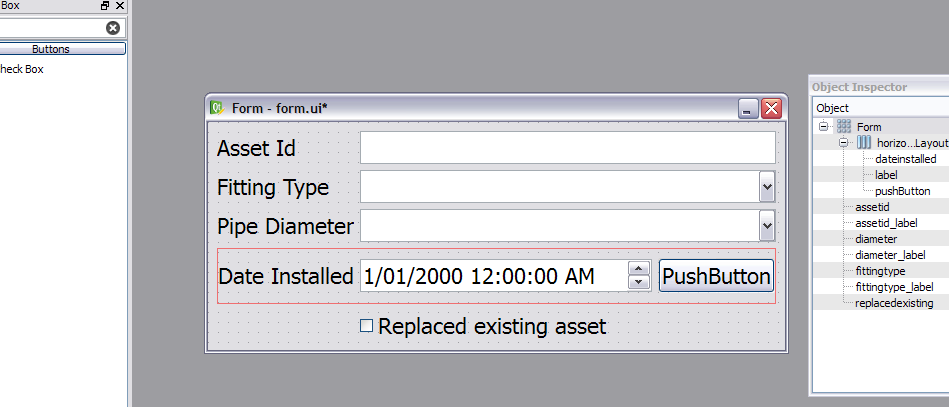 Box
Buttons
heck Box
Form - form.ui*
Asset Id
Fitting Type
Pipe Diameter
Date Installed 1/01/2000 12:00:00 AM PushButton
Replaced existing asset
Object Inspector
Object
Form
horizo...Layout
dateinstalled
label
pushButton
assetid
assetid_label
diameter
diameter_label
fittingtype
fittingtype_label
replacedexisting